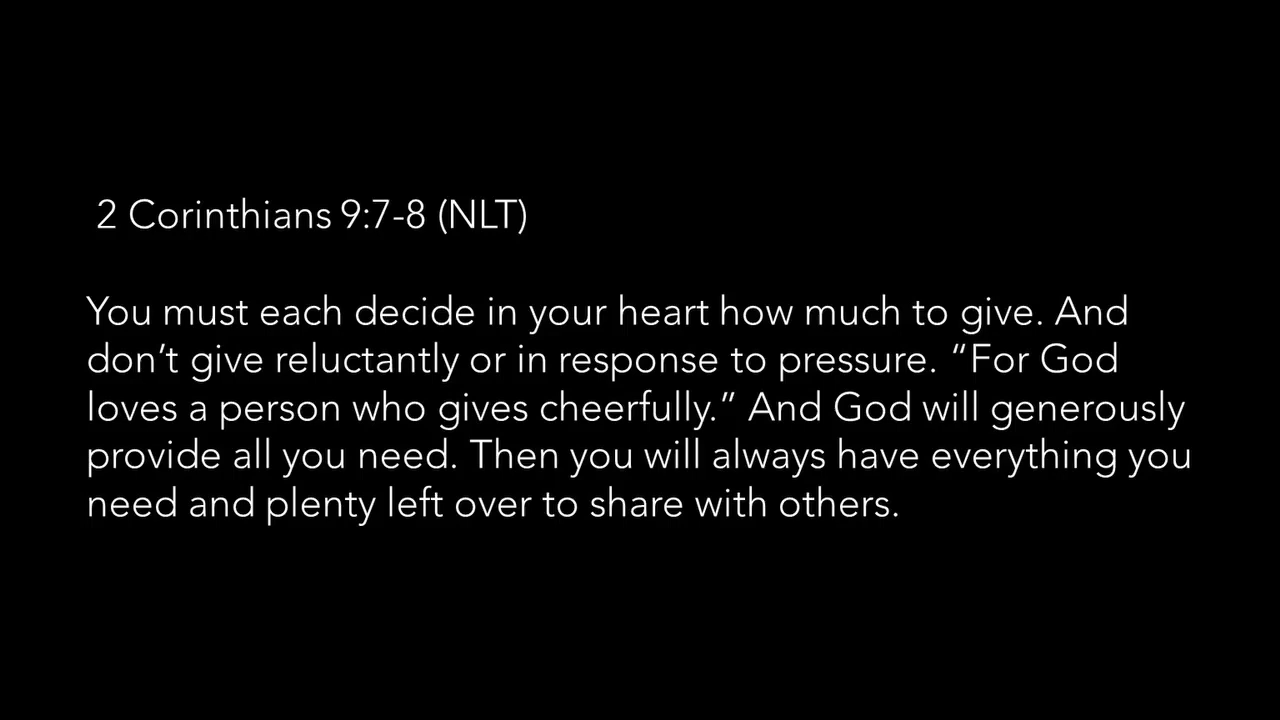 2 Corinthians 9:7-8 (NLT)
You must each decide in your heart how much to give. And
don’t give reluctantly or in response to pressure. “For God
loves a person who gives cheerfully.” And God will generously
provide all you need. Then you will always have everything you
need and plenty left over to share with others.